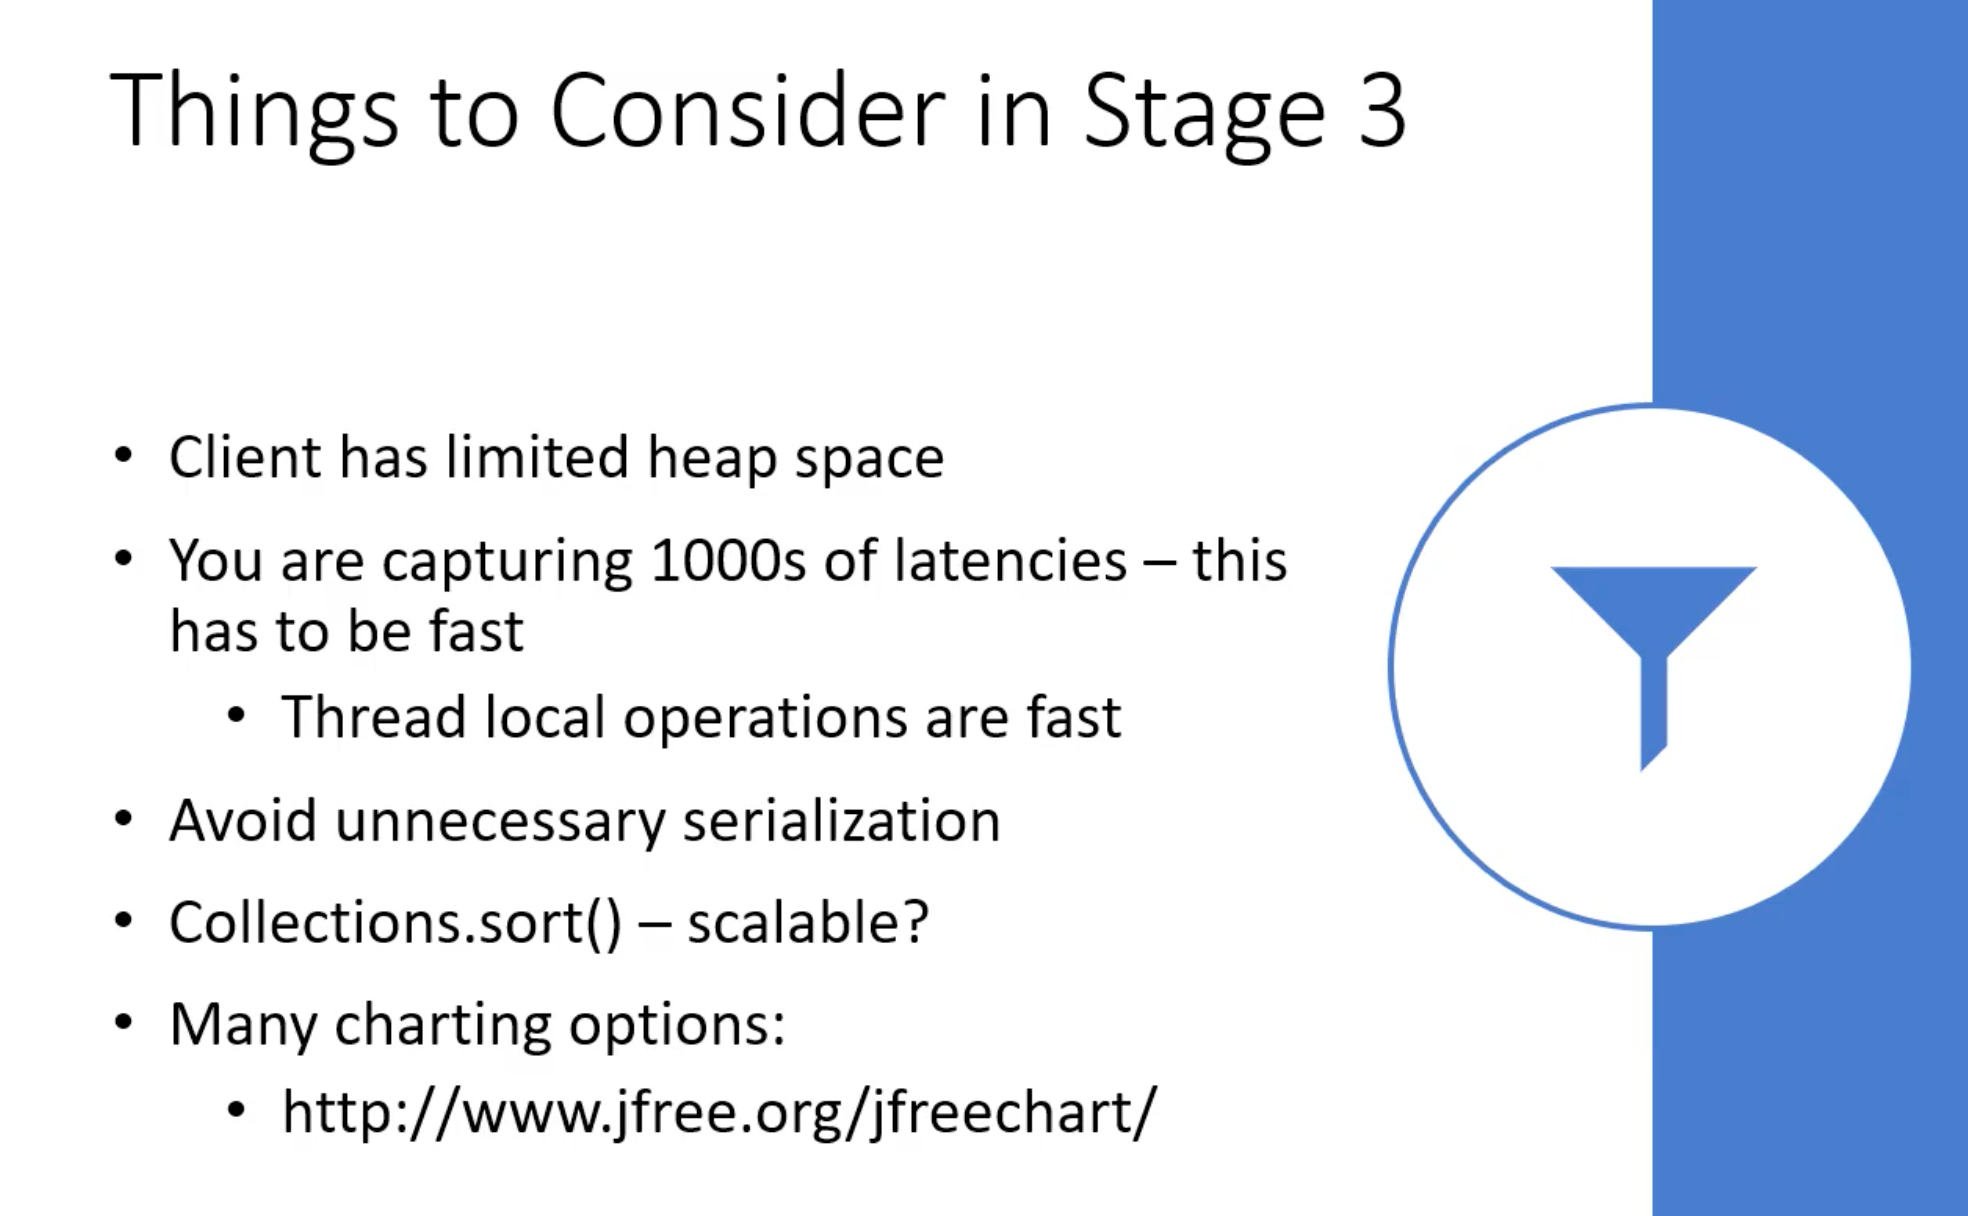 Things to Consider in Stage 3
• Client has limited heap space
• You are capturing 1000s of latencies – this
has to be fast
• Thread local operations are fast
• Avoid unnecessary serialization
• Collections.sort() – scalable?
• Many charting options:
• http://www.jfree.org/jfreechart/